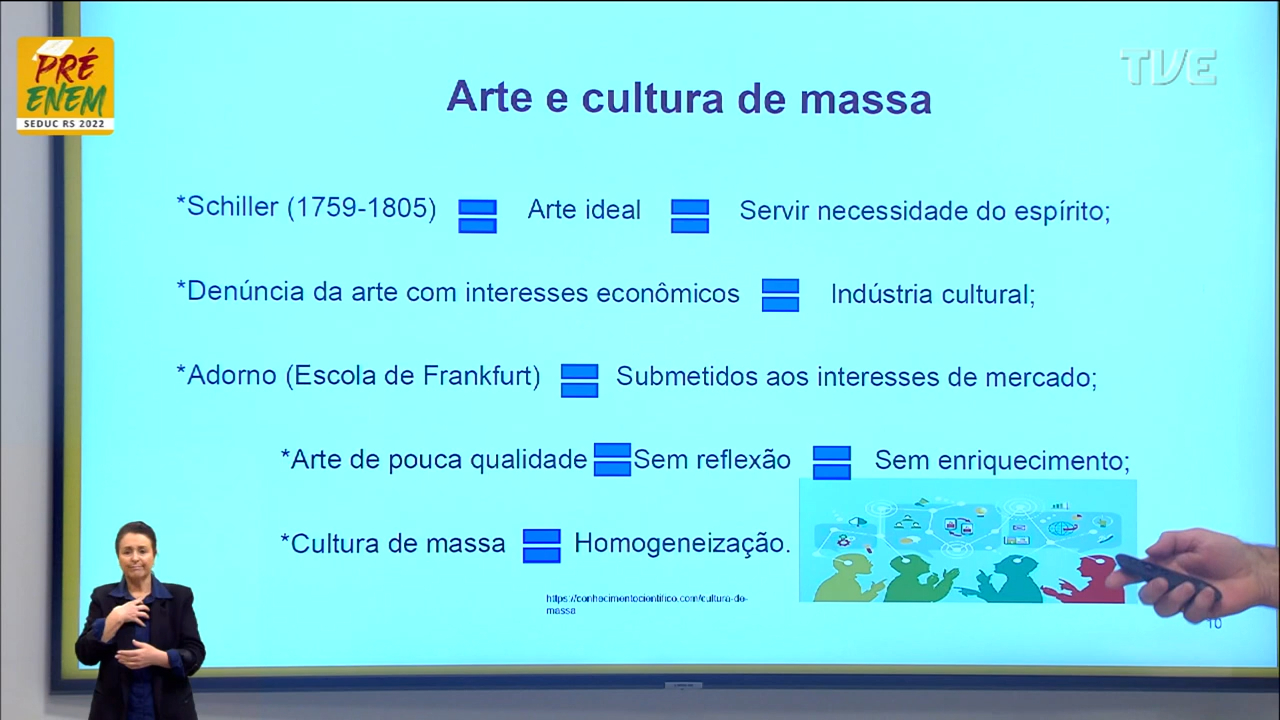 PRÉ
ENEM
SEDUC RS 2022
TVE
Arte e cultura de massa
*Schiller (1759-1805) Arte ideal Servir necessidade do espírito;
*Denúncia da arte com interesses econômicos Indústria cultural;
*Adorno (Escola de Frankfurt) Submetidos aos interesses de mercado;
*Arte de pouca qualidade Sem reflexão Sem enriquecimento;
*Cultura de massa Homogeneização.
https://conhecimentocientifico.com/cultura-de-
massa
10